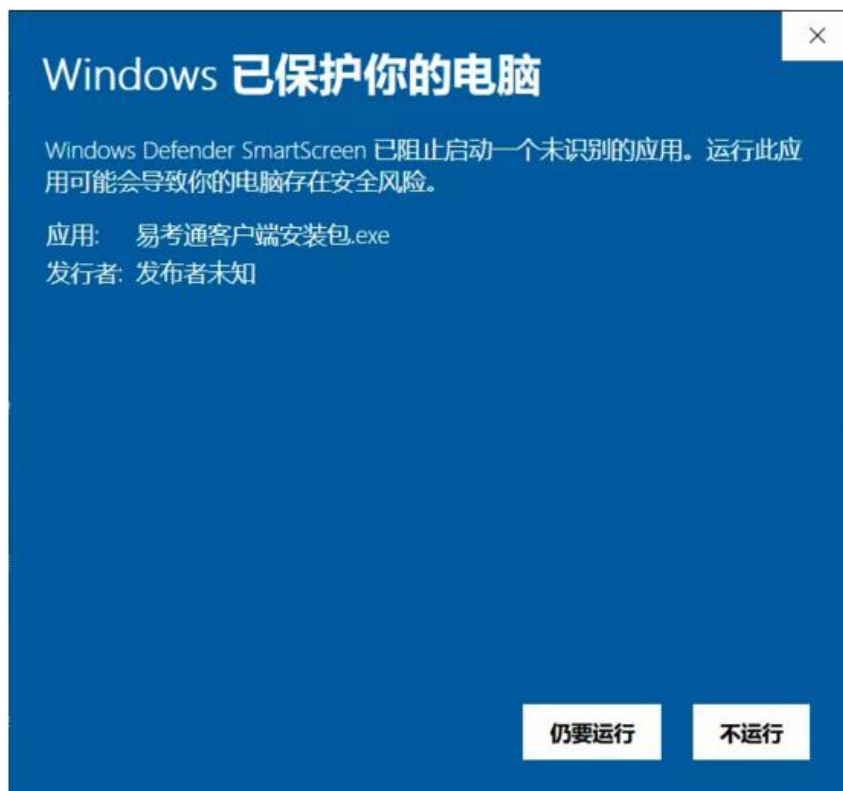 Windows 已保护你的电脑
Windows Defender SmartScreen 已阻止启动一个未识别的应用。运行此应
用可能会导致你的电脑存在安全风险。
应用: 易考通客户端安装包.exe
发行者: 发布者未知
仍要运行 不运行